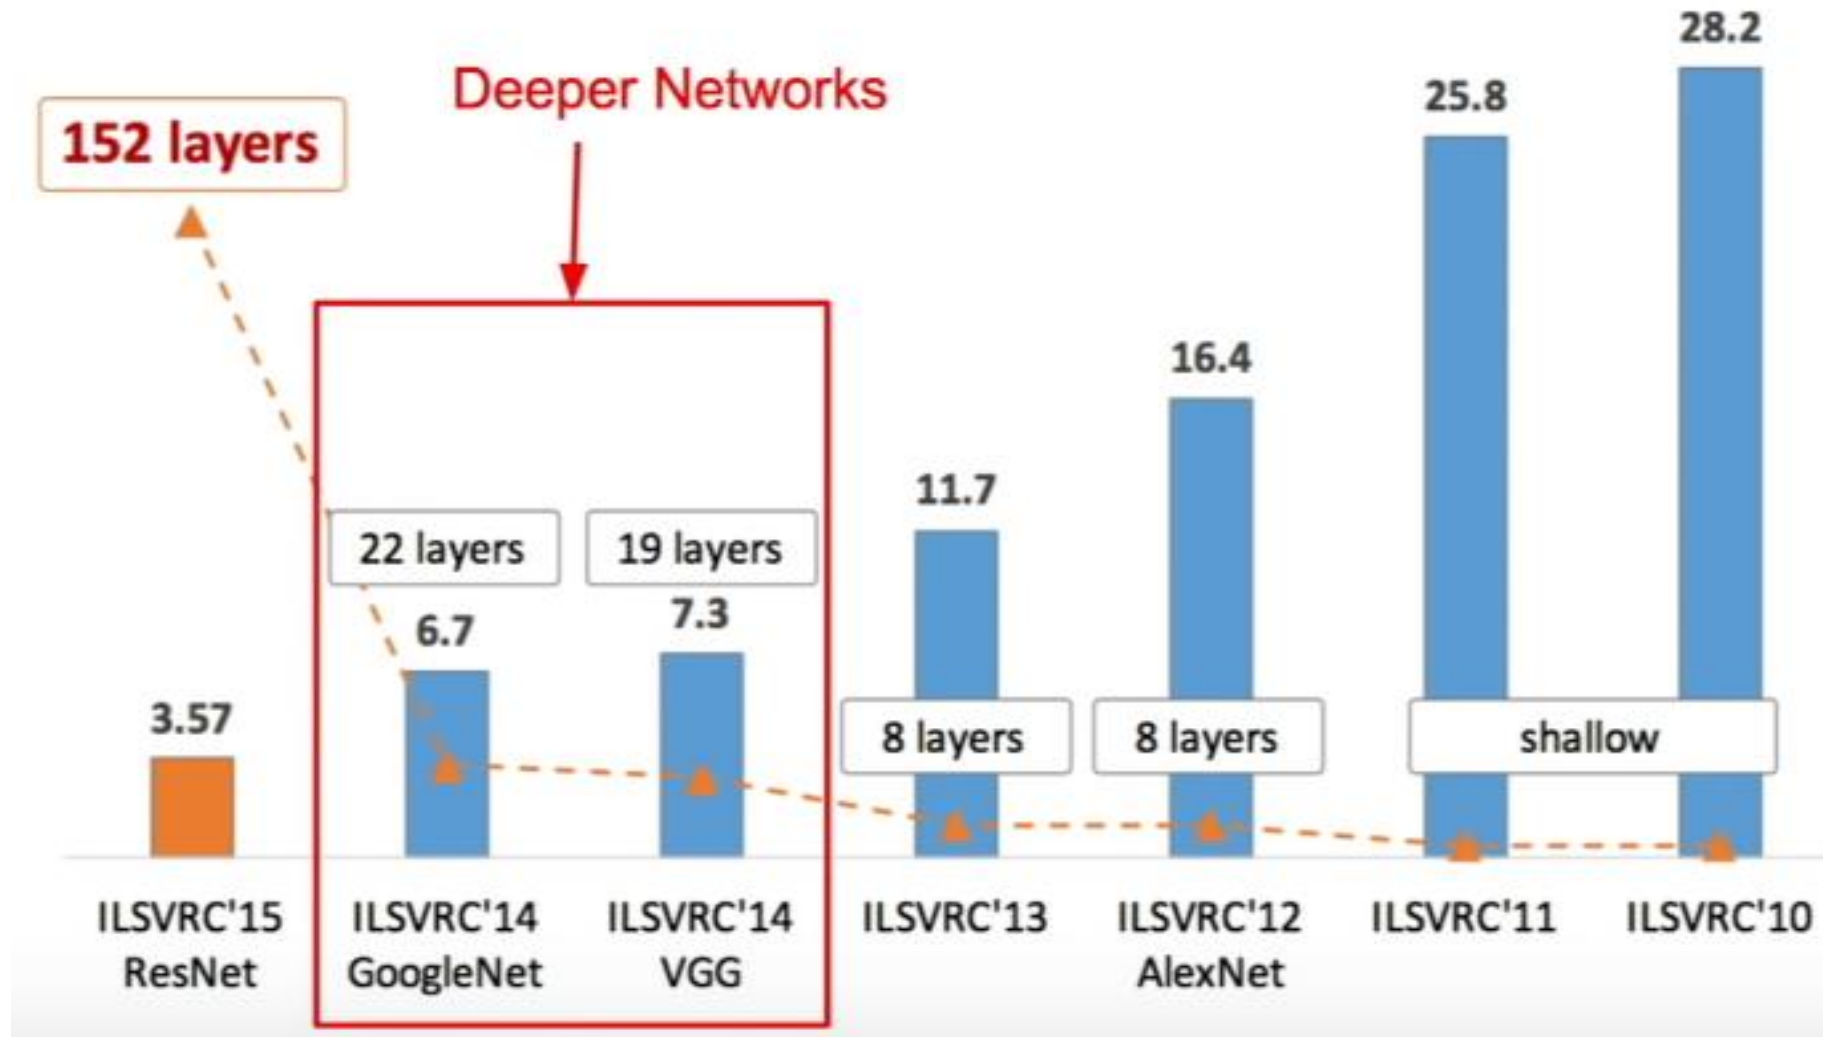 28.2
Deeper Networks
25.8
152 layers
16.4
11.7
22 layers
19 layers
6.7
7.3
3.57
8 layers
8 layers
shallow
ILSVRC'15
ResNet
ILSVRC'14
GoogleNet
ILSVRC'14
VGG
ILSVRC'13
ILSVRC'12
AlexNet
ILSVRC'11
ILSVRC'10